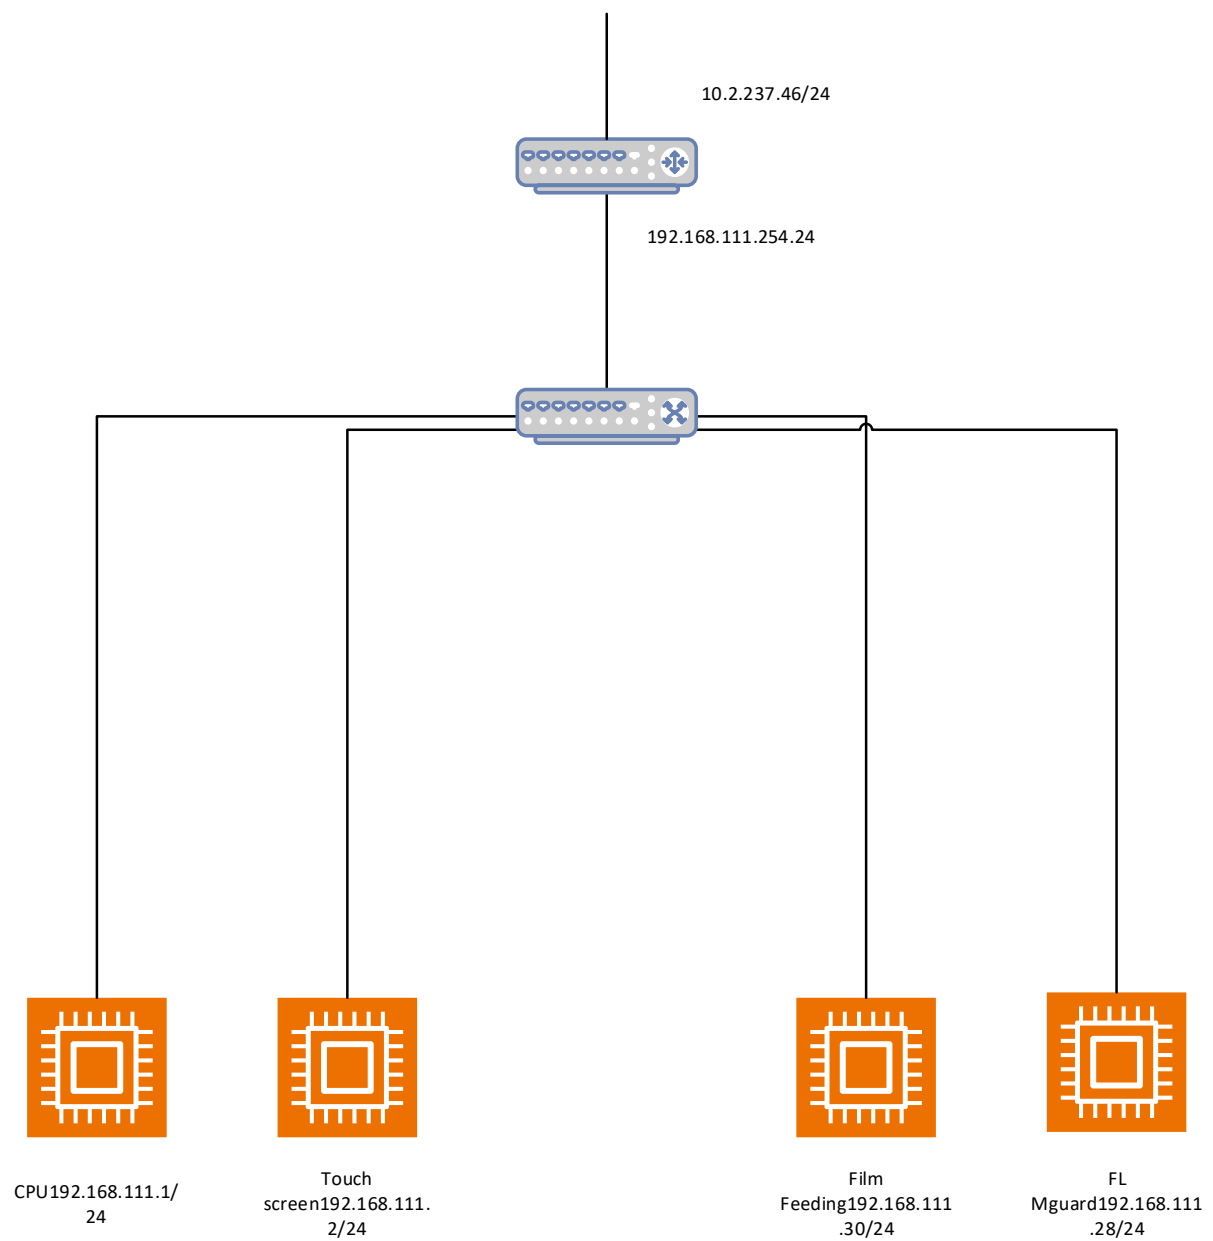 10.2.237.46/24
192.168.111.254.24
CPU192.168.111.1/
24
Touch
screen192.168.111.
2/24
Film
Feeding192.168.111
.30/24
FL
Mguard192.168.111
.28/24